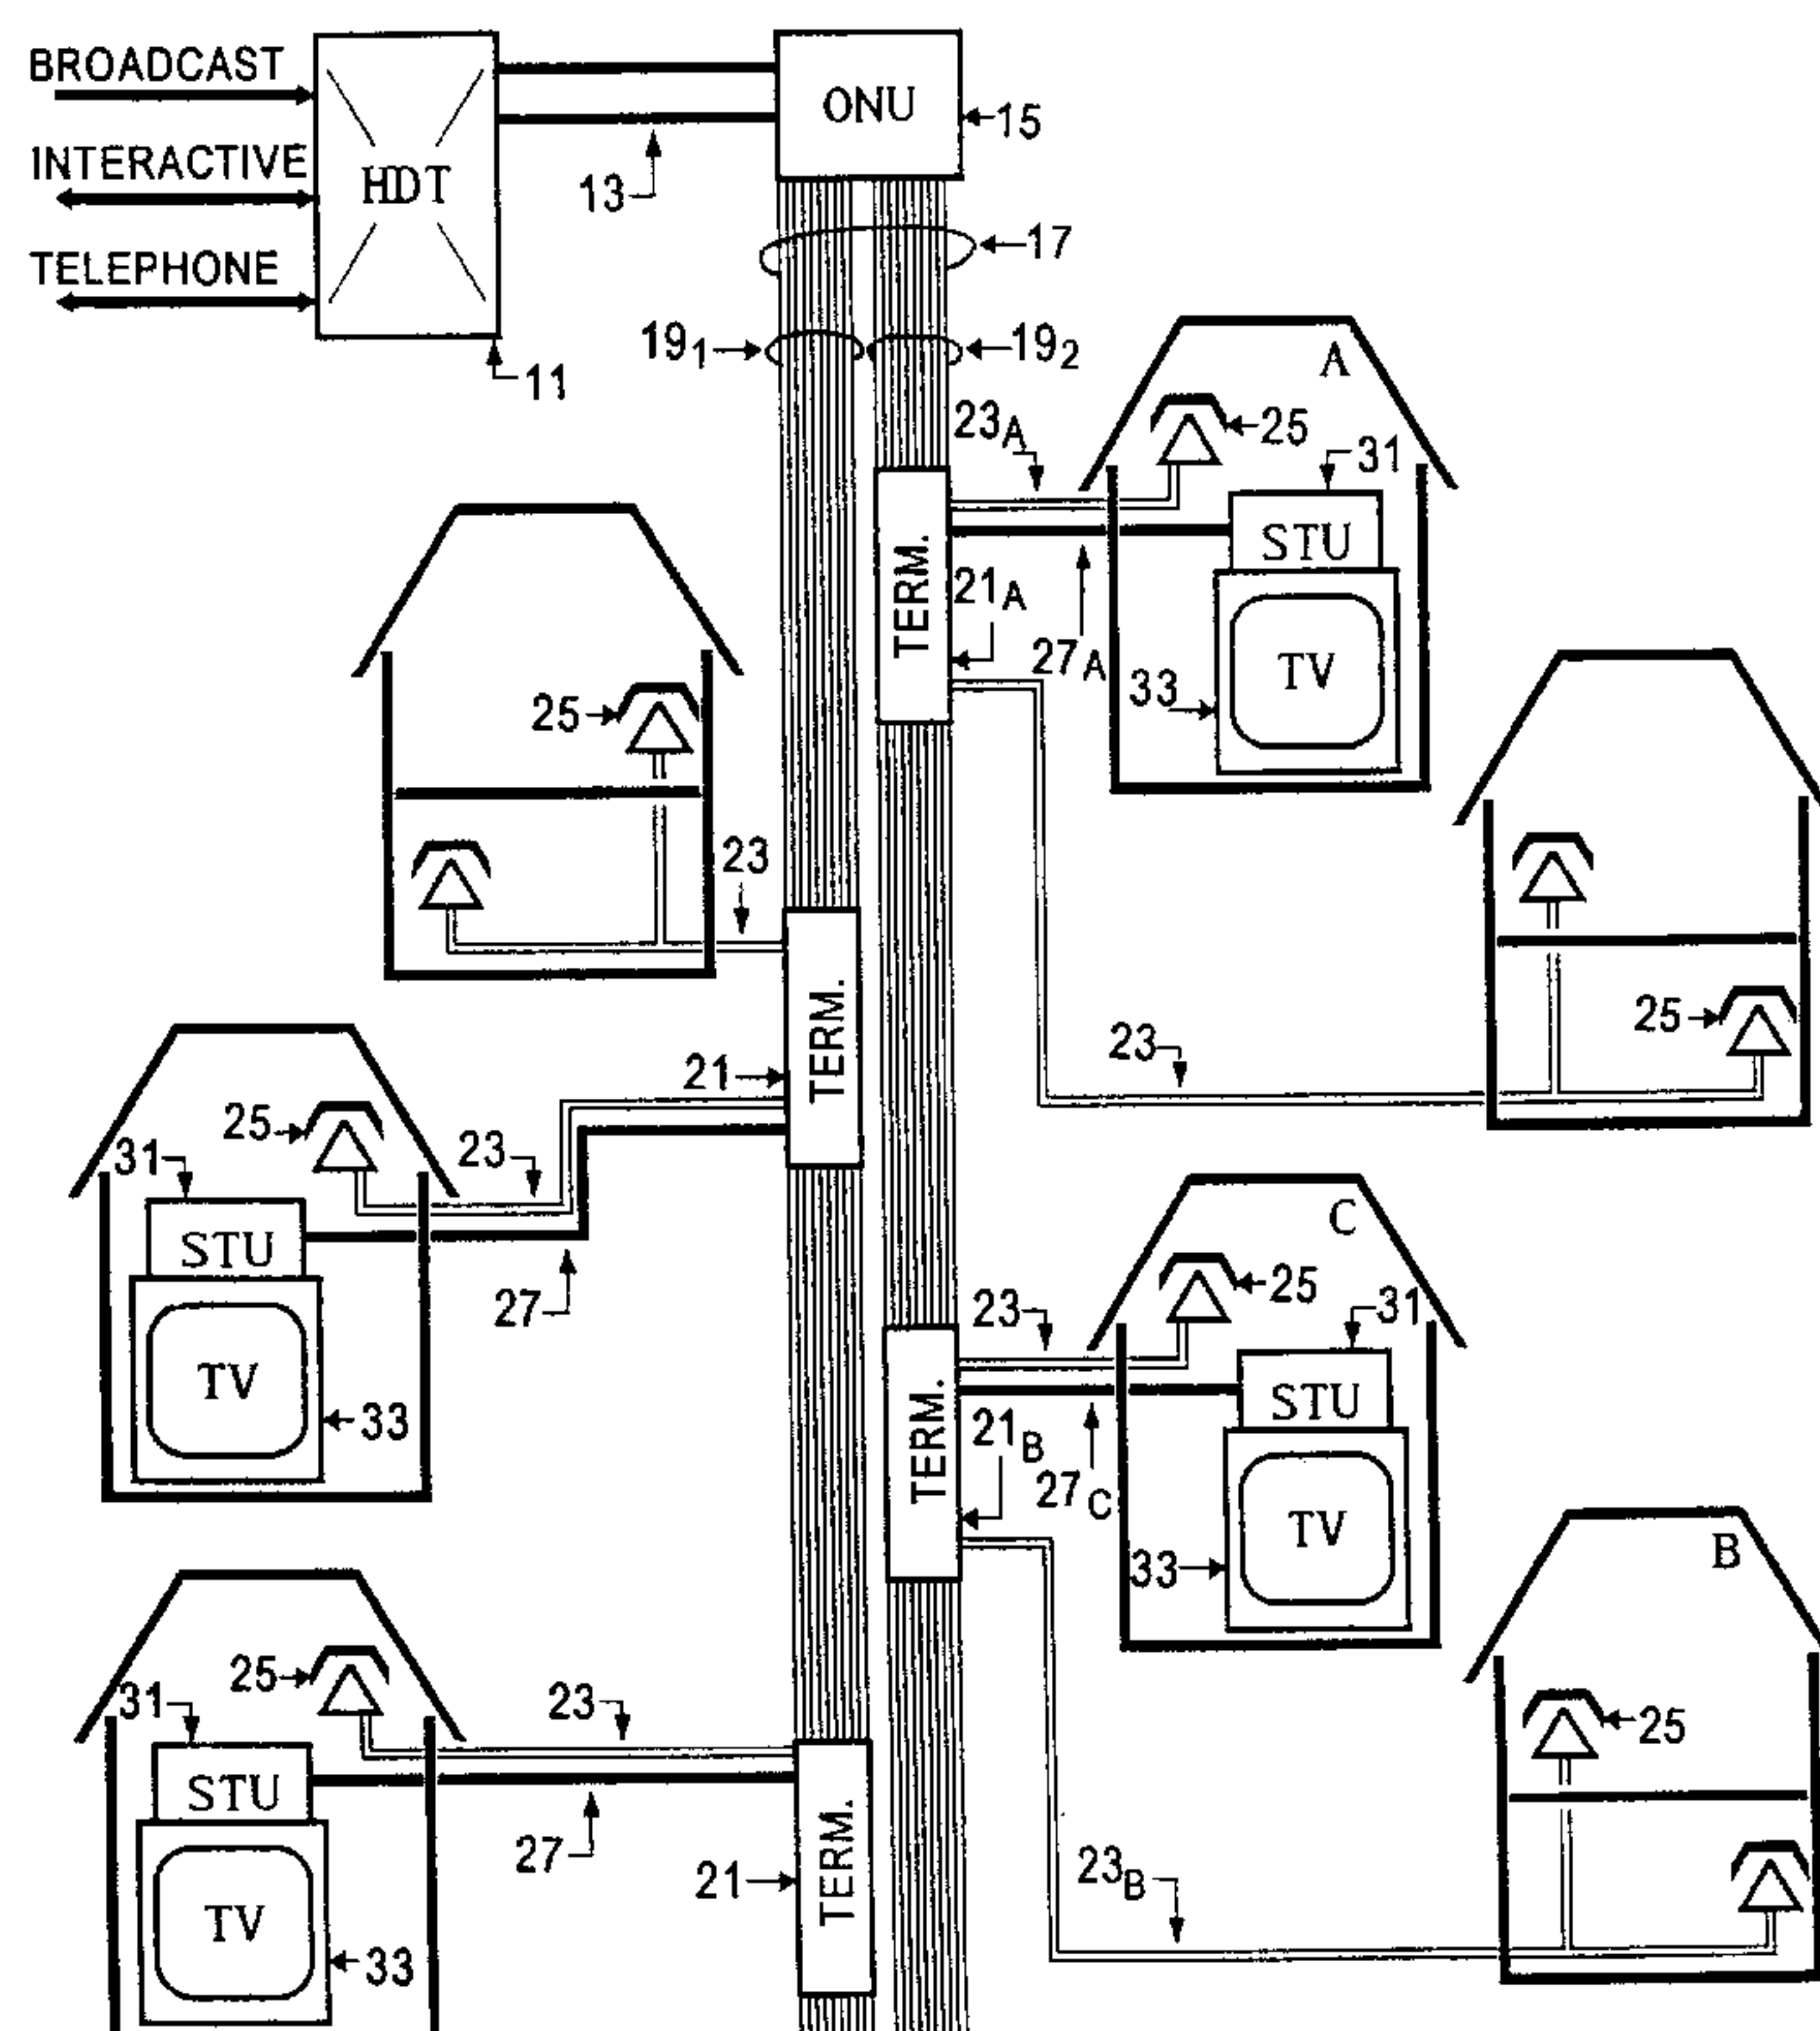 BROADCAST
INTERACTIVE
TELEPHONE
HDT
ONU
15
13
17
11
19₁
19₂
A
23A
25
31
STU
21A
TERM.
27A
33
TV
25
23
25
23
TERM.
21
25
23
31
STU
27
TV
33
C
25
23
31
STU
TERM.
21B
27C
TV
33
B
25
25
23
31
STU
27
TV
33
21
TERM.
23B